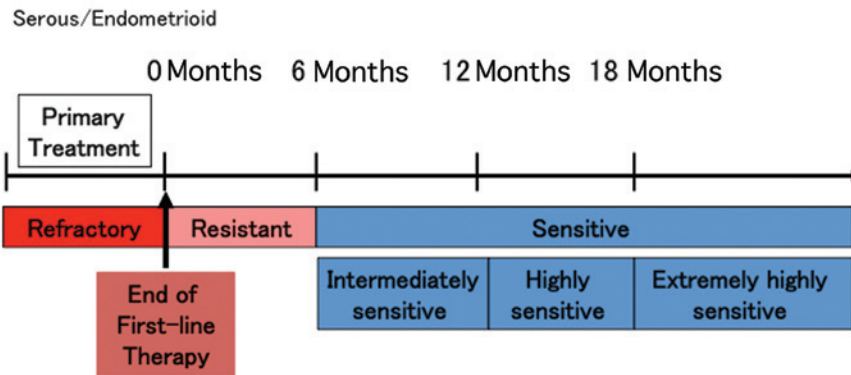 Serous/Endometrioid
0 Months 6 Months 12 Months 18 Months
Primary
Treatment
Refractory Resistant Sensitive
Intermediately
sensitive
Highly
sensitive
Extremely highly
sensitive
End of
First-line
Therapy